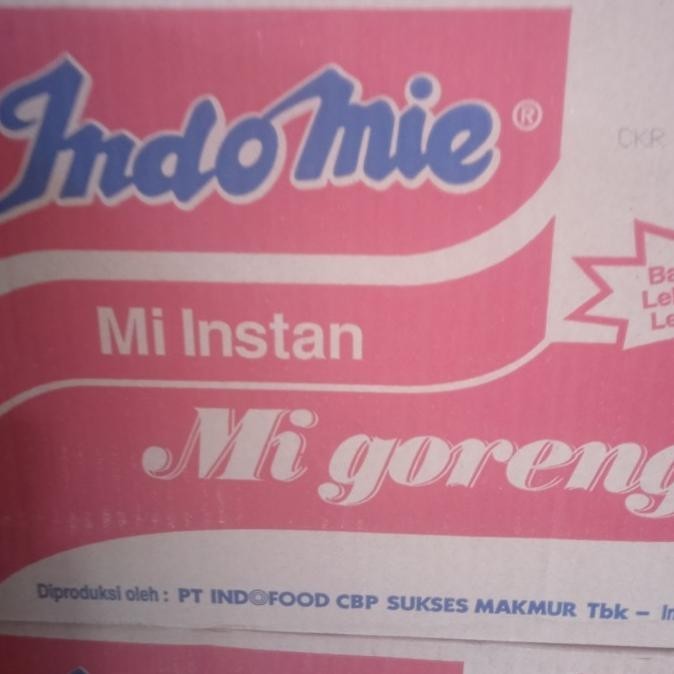 Indomie®
CKR
Mi Instan
Mi goreng
Diproduksi oleh : PT INDOFOOD CBP SUKSES MAKMUR Tbk –